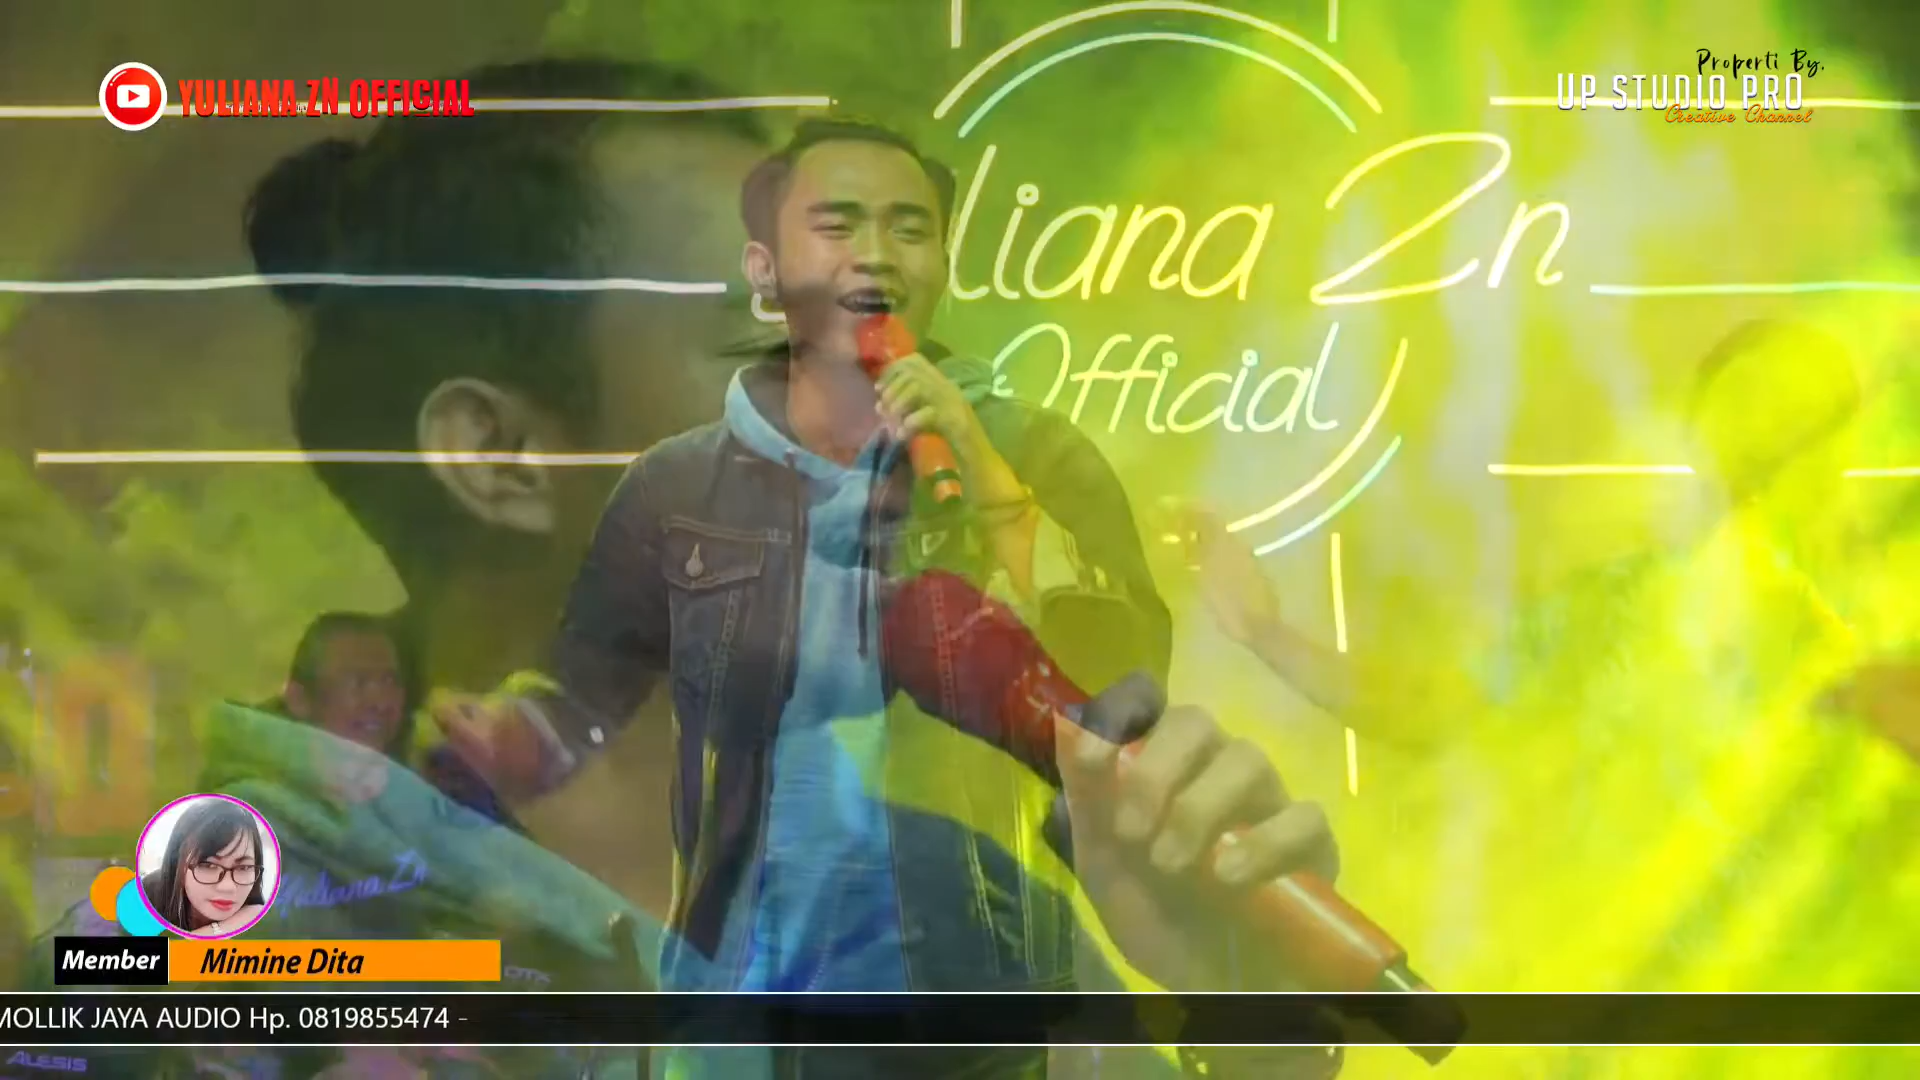 YULIANA ZN OFFICIAL
Properti By.
UP STUDIO PRO
Creative Channel
liana Zn
Official
Yuliana Zn
Member
Mimine Dita
MOLLIK JAYA AUDIO Hp. 0819855474 -
ALESIS